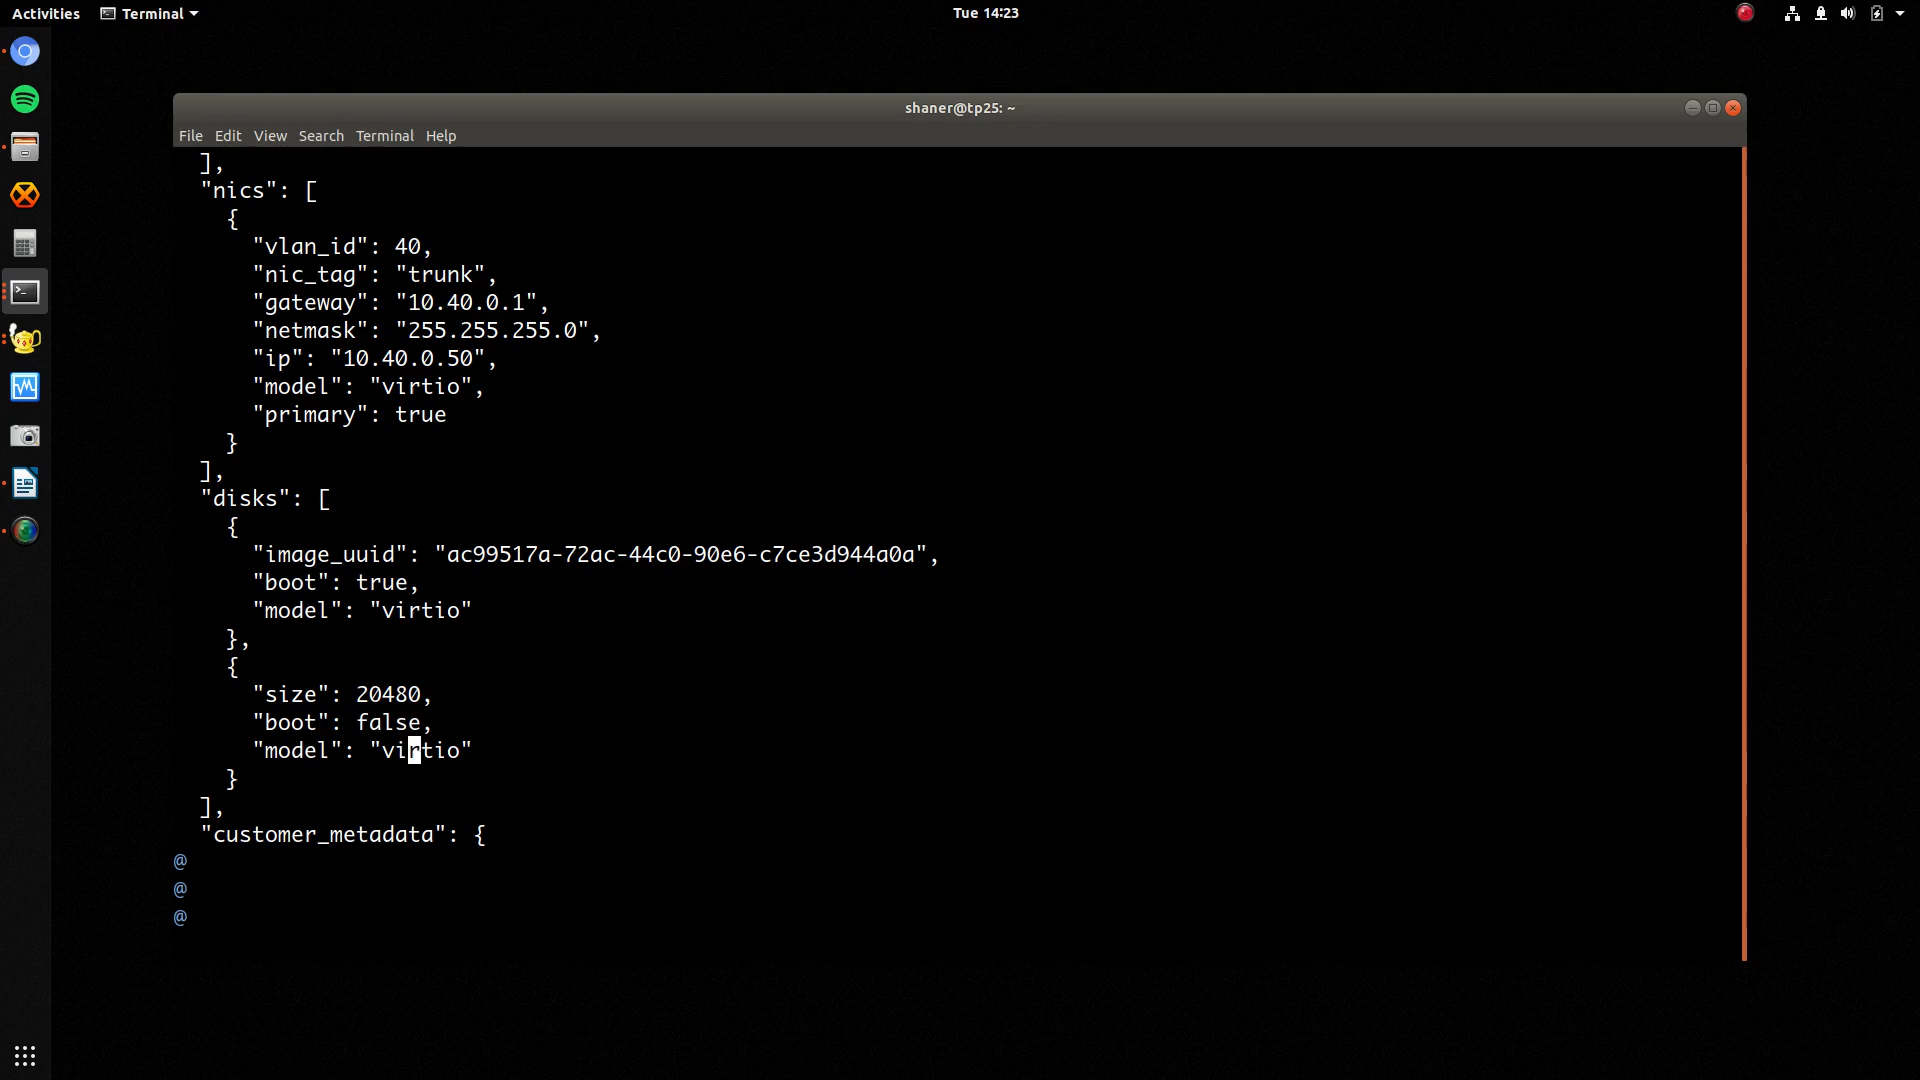 Activities Terminal Tue 14:23
shaner@tp25: ~
File Edit View Search Terminal Help
],
"nics": [
{
"vlan_id": 40,
"nic_tag": "trunk",
"gateway": "10.40.0.1",
"netmask": "255.255.255.0",
"ip": "10.40.0.50",
"model": "virtio",
"primary": true
}
],
"disks": [
{
"image_uuid": "ac99517a-72ac-44c0-90e6-c7ce3d944a0a",
"boot": true,
"model": "virtio"
},
{
"size": 20480,
"boot": false,
"model": "virtio"
}
],
"customer_metadata": {
@
@
@